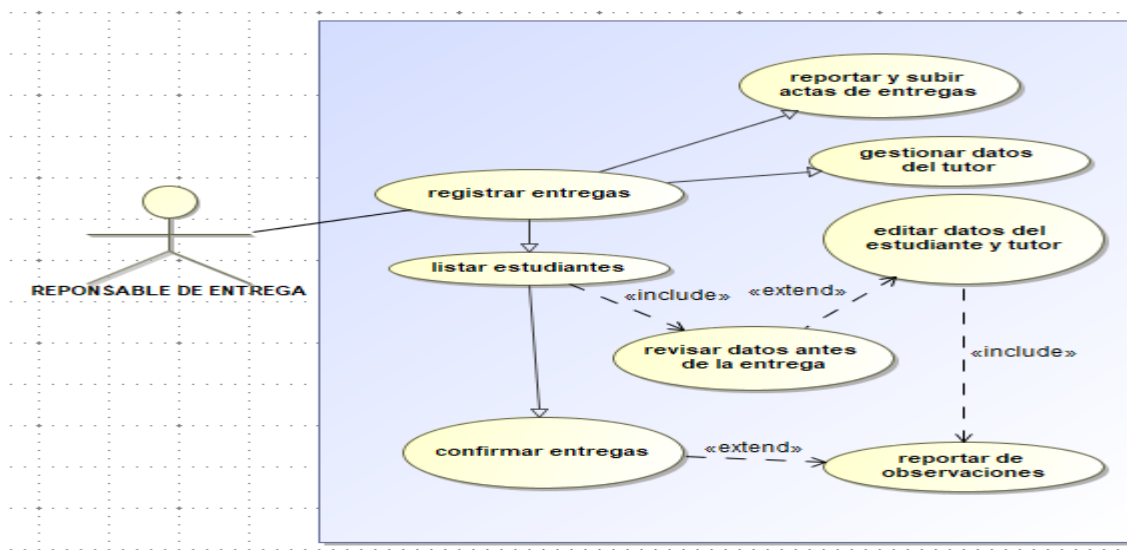 reportar y subir
actas de entregas
gestionar datos
del tutor
registrar entregas
editar datos del
estudiante y tutor
listar estudiantes
REPONSABLE DE ENTREGA
«include»
«extend»
revisar datos antes
de la entrega
«include»
confirmar entregas
«extend»
reportar de
observaciones